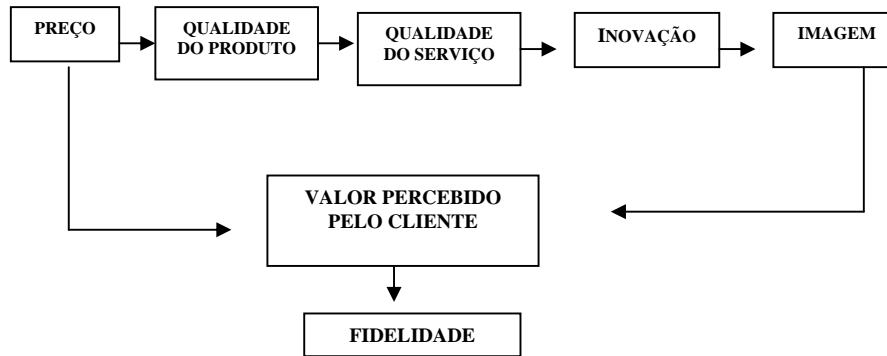 PREÇO
QUALIDADE
DO PRODUTO
QUALIDADE
DO SERVIÇO
INOVAÇÃO
IMAGEM
VALOR PERCEBIDO
PELO CLIENTE
FIDELIDADE